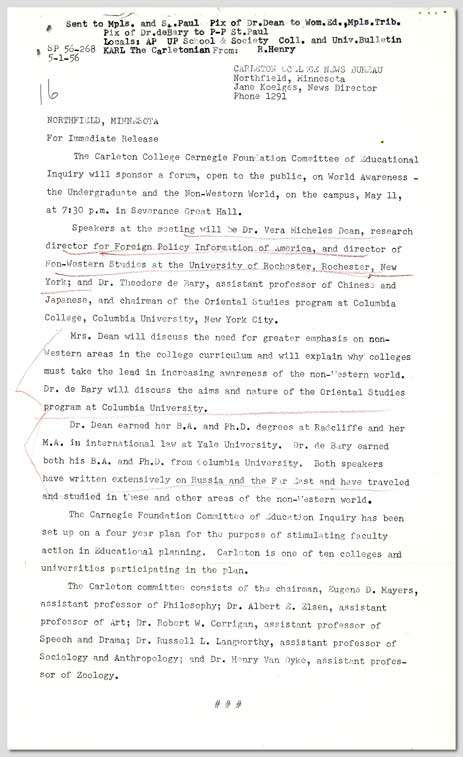 Sent to Mpls. and St.Paul Pix of Dr.Dean to Wom.Ed.,Mpls.Trib.
Pix of Dr.deBary to P-P St.Paul
Locals: AP UP School & Society Coll. and Univ.Bulletin
SP 56-268 KARL The Carletonian From: R.Henry
5-1-56
CARLETON COLLEGE NEWS BUREAU
Northfield, Minnesota
Jane Koelges, News Director
Phone 1291
16
NORTHFIELD, MINNESOTA
For Immediate Release
The Carleton College Carnegie Foundation Committee of Educational
Inquiry will sponsor a forum, open to the public, on World Awareness -
the Undergraduate and the Non-Western World, on the campus, May 11,
at 7:30 p.m. in Severance Great Hall.
Speakers at the meeting will be Dr. Vera Micheles Dean, research
director for Foreign Policy Information of America, and director of
Non-Western Studies at the University of Rochester, Rochester, New
York; and Dr. Theodore de Bary, assistant professor of Chinese and
Japanese, and chairman of the Oriental Studies program at Columbia
College, Columbia University, New York City.
Mrs. Dean will discuss the need for greater emphasis on non-
Western areas in the college curriculum and will explain why colleges
must take the lead in increasing awareness of the non-Western world.
Dr. de Bary will discuss the aims and nature of the Oriental Studies
program at Columbia University.
Dr. Dean earned her B.A. and Ph.D. degrees at Radcliffe and her
M.A. in international law at Yale University. Dr. de Bary earned
both his B.A. and Ph.D. from Columbia University. Both speakers
have written extensively on Russia and the Far East and have traveled
and studied in these and other areas of the non-Western world.
The Carnegie Foundation Committee of Education Inquiry has been
set up on a four year plan for the purpose of stimulating faculty
action in Educational planning. Carleton is one of ten colleges and
universities participating in the plan.
The Carleton committee consists of the chairman, Eugene D. Mayers,
assistant professor of Philosophy; Dr. Albert E. Elsen, assistant
professor of Art; Dr. Robert W. Corrigan, assistant professor of
Speech and Drama; Dr. Russell L. Langworthy, assistant professor of
Sociology and Anthropology; and Dr. Henry Van Dyke, assistant profes-
sor of Zoology.
# # #